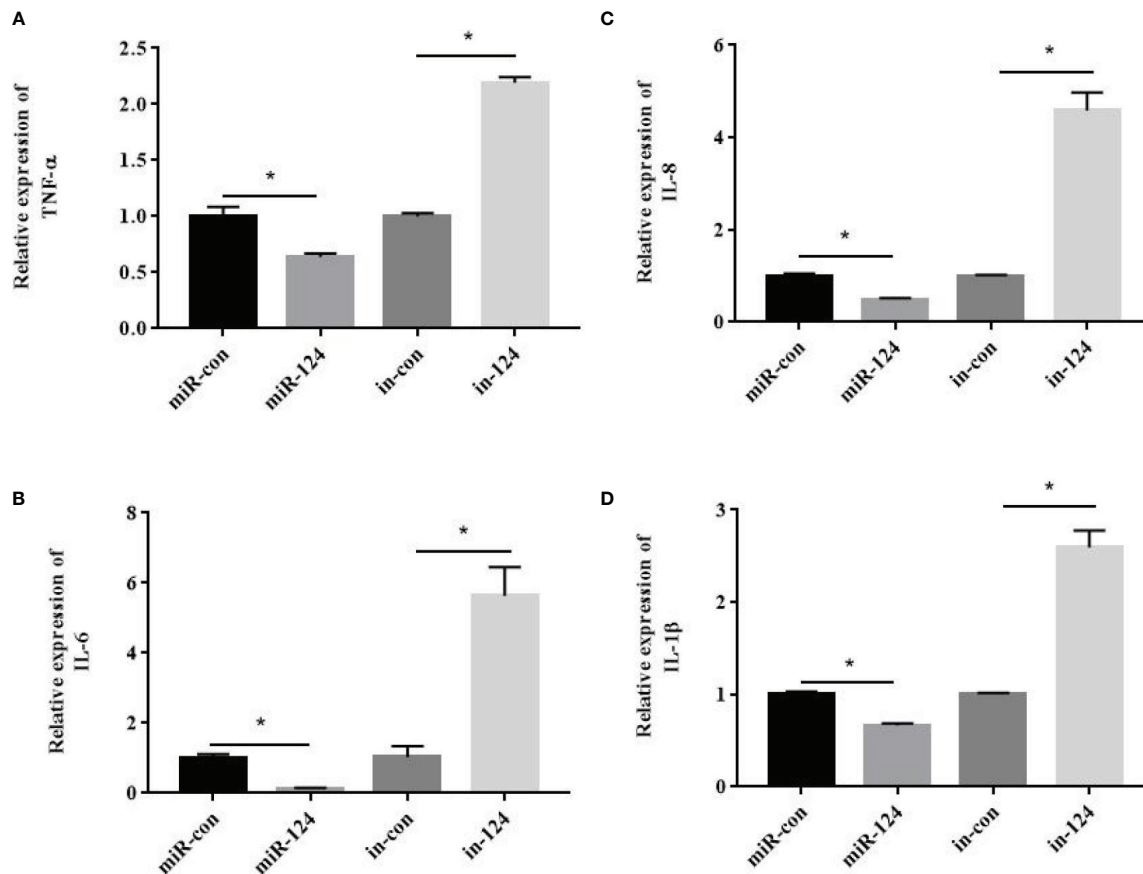 A
Relative expression of
TNF-α
2.5
2.0
1.5
1.0
0.5
0.0
*
*
miR-con
miR-124
in-con
in-124
C
Relative expression of
IL-8
6
4
2
0
*
*
miR-con
miR-124
in-con
in-124
B
Relative expression of
IL-6
8
6
4
2
0
*
*
miR-con
miR-124
in-con
in-124
D
Relative expression of
IL-1β
3
2
1
0
*
*
miR-con
miR-124
in-con
in-124